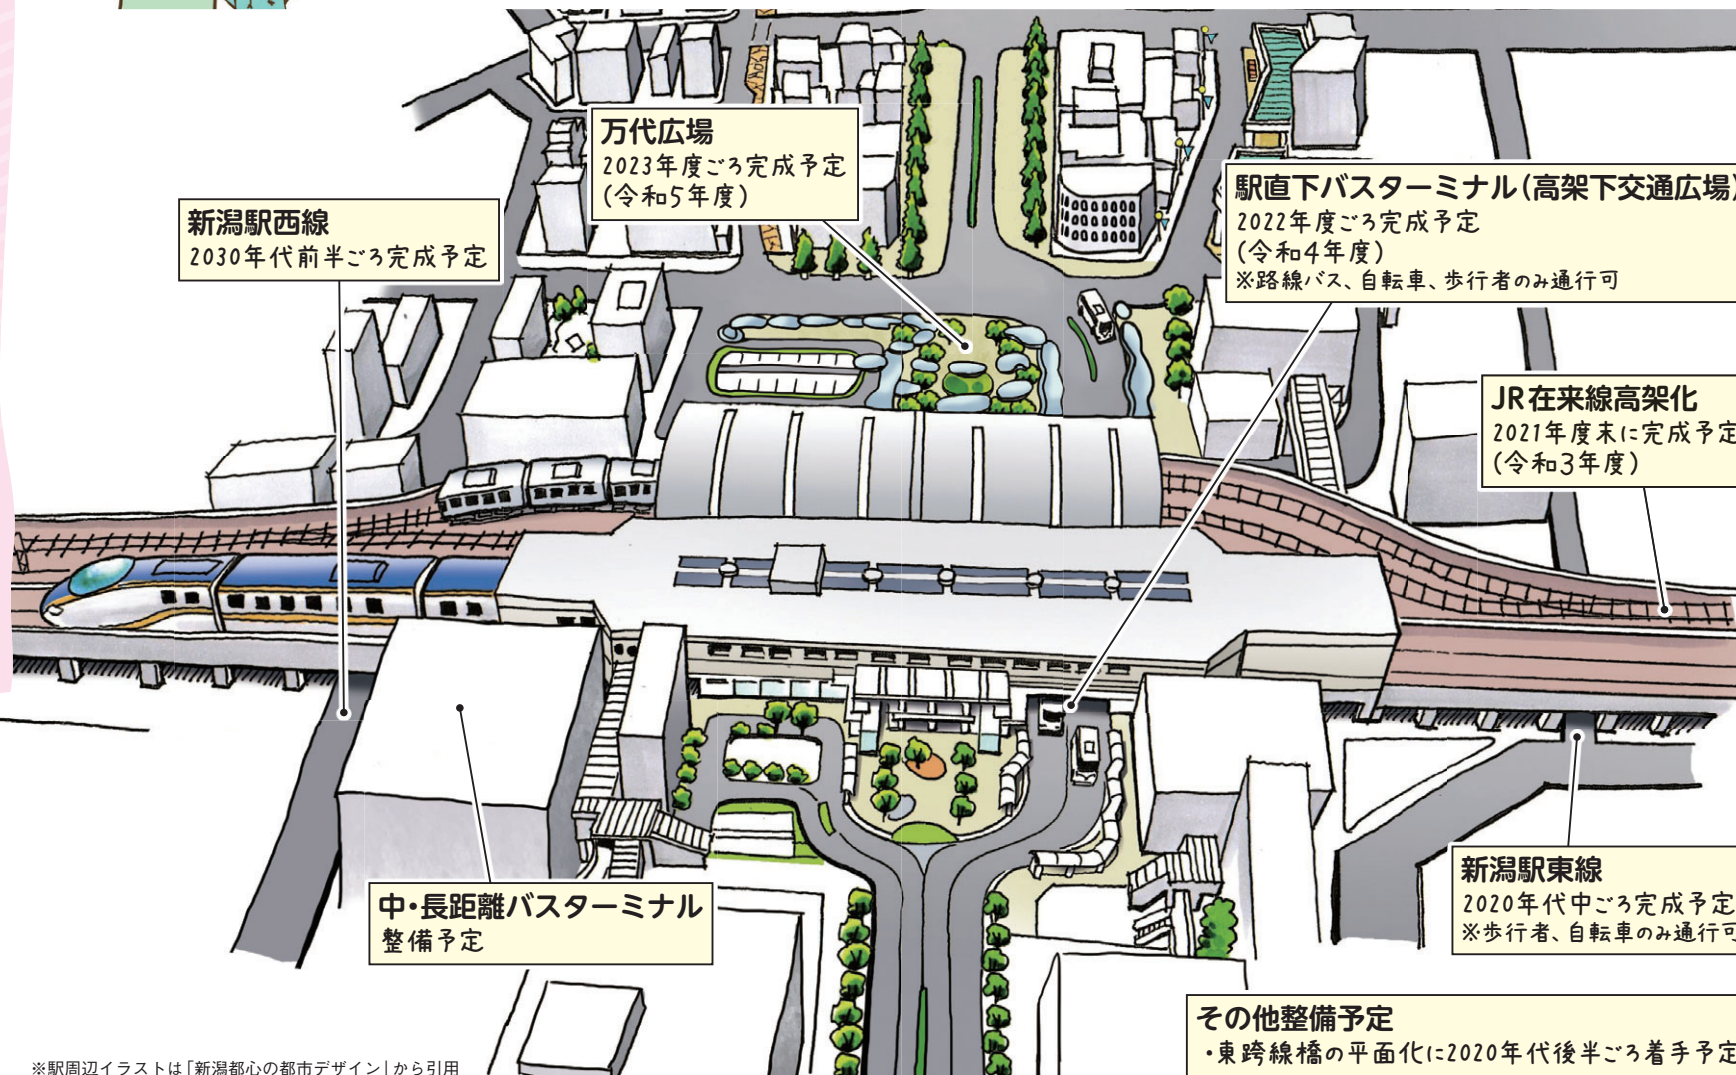 万代広場
2023年度ごろ完成予定
(令和5年度)
新潟駅西線
2030年代前半ごろ完成予定
駅直下バスターミナル(高架下交通広場)
2022年度ごろ完成予定
(令和4年度)
※路線バス、自転車、歩行者のみ通行可
JR在来線高架化
2021年度末に完成予定
(令和3年度)
中・長距離バスターミナル
整備予定
新潟駅東線
2020年代中ごろ完成予定
※歩行者、自転車のみ通行可
その他整備予定
・東跨線橋の平面化に2020年代後半ごろ着手予定
※駅周辺イラストは「新潟都心の都市デザイン」から引用